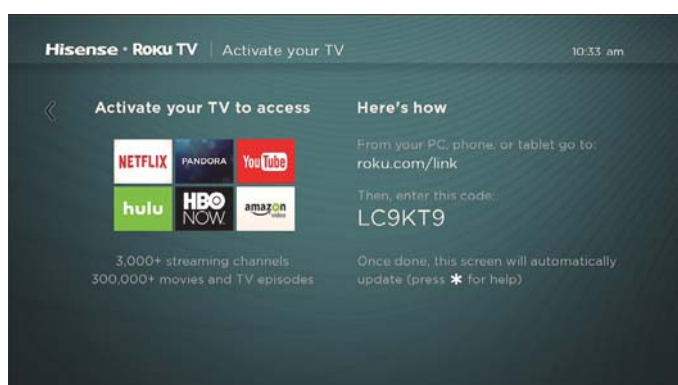 Hisense • Roku TV | Activate your TV
10:33 am
Activate your TV to access
NETFLIX PANDORA YouTube
hulu HBO NOW amazon video
3,000+ streaming channels
300,000+ movies and TV episodes
Here's how
From your PC, phone, or tablet go to:
roku.com/link
Then, enter this code:
LC9KT9
Once done, this screen will automatically
update (press * for help)